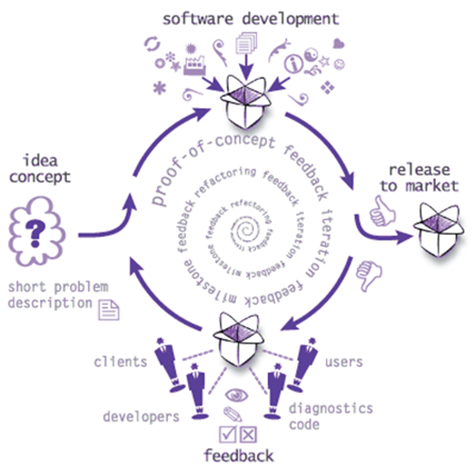 software development
idea
concept
?
short problem
description
release
to market
proof-of-concept feedback iteration feedback milestone feedback refactoring feedback iteration feedback milestone feedback refactoring feedback
clients
users
developers
diagnostics
code
feedback